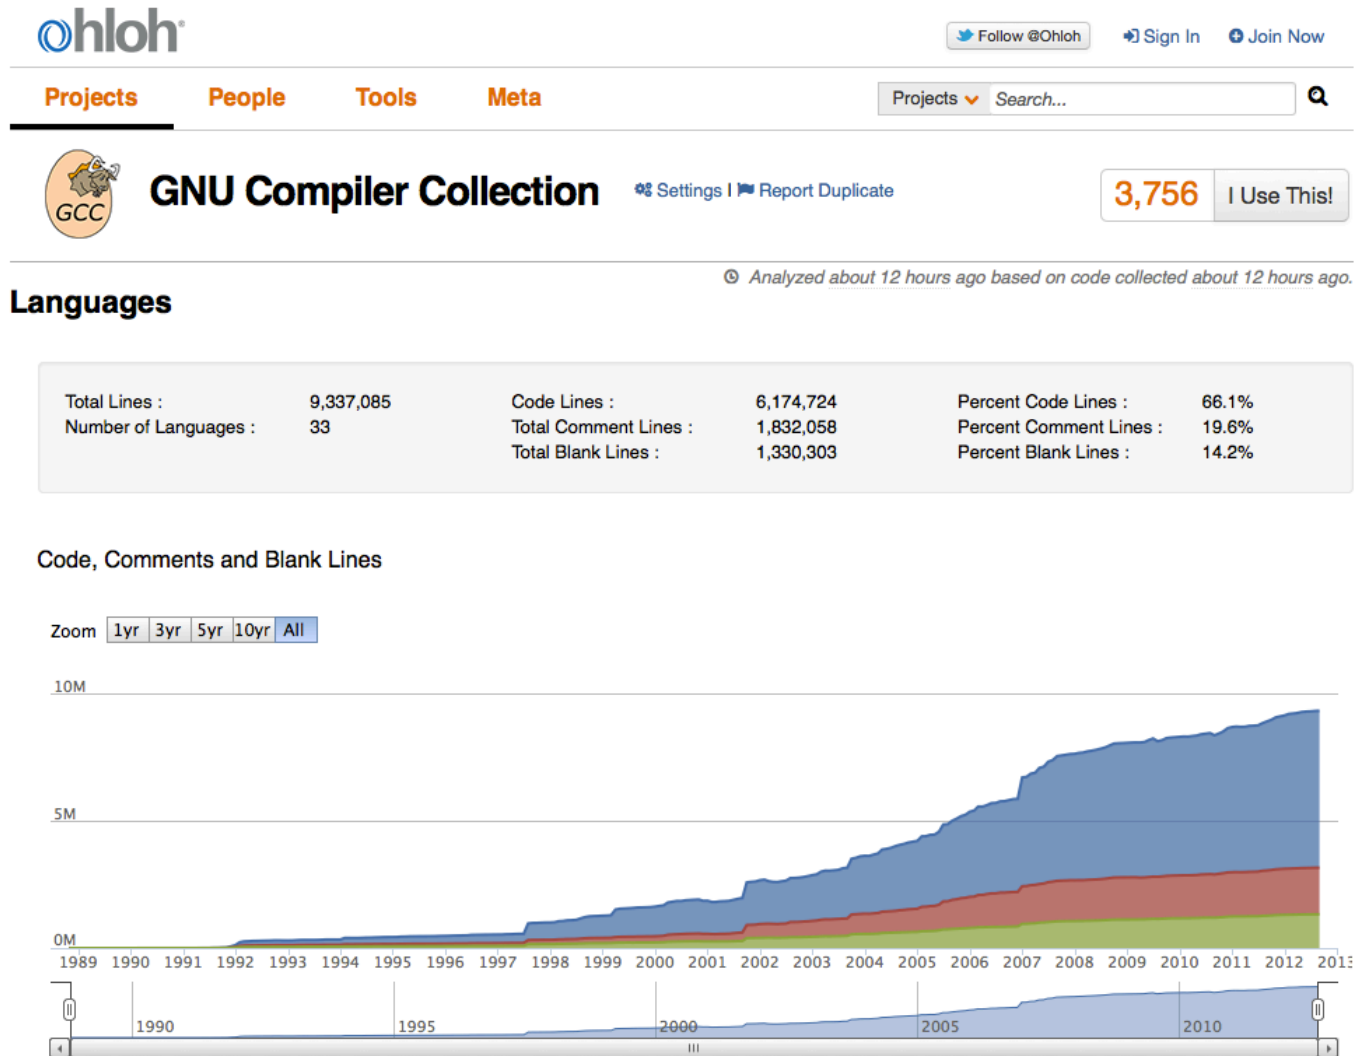 ohloh
Follow @Ohloh Sign In Join Now
Projects People Tools Meta
Projects Search...
GCC
GNU Compiler Collection Settings | Report Duplicate 3,756 I Use This!
Analyzed about 12 hours ago based on code collected about 12 hours ago.
Languages
Total Lines : 9,337,085 Code Lines : 6,174,724 Percent Code Lines : 66.1%
Number of Languages : 33 Total Comment Lines : 1,832,058 Percent Comment Lines : 19.6%
Total Blank Lines : 1,330,303 Percent Blank Lines : 14.2%
Code, Comments and Blank Lines
Zoom 1yr 3yr 5yr 10yr All
10M
5M
0M
1989 1990 1991 1992 1993 1994 1995 1996 1997 1998 1999 2000 2001 2002 2003 2004 2005 2006 2007 2008 2009 2010 2011 2012 2013
1990 1995 2000 2005 2010